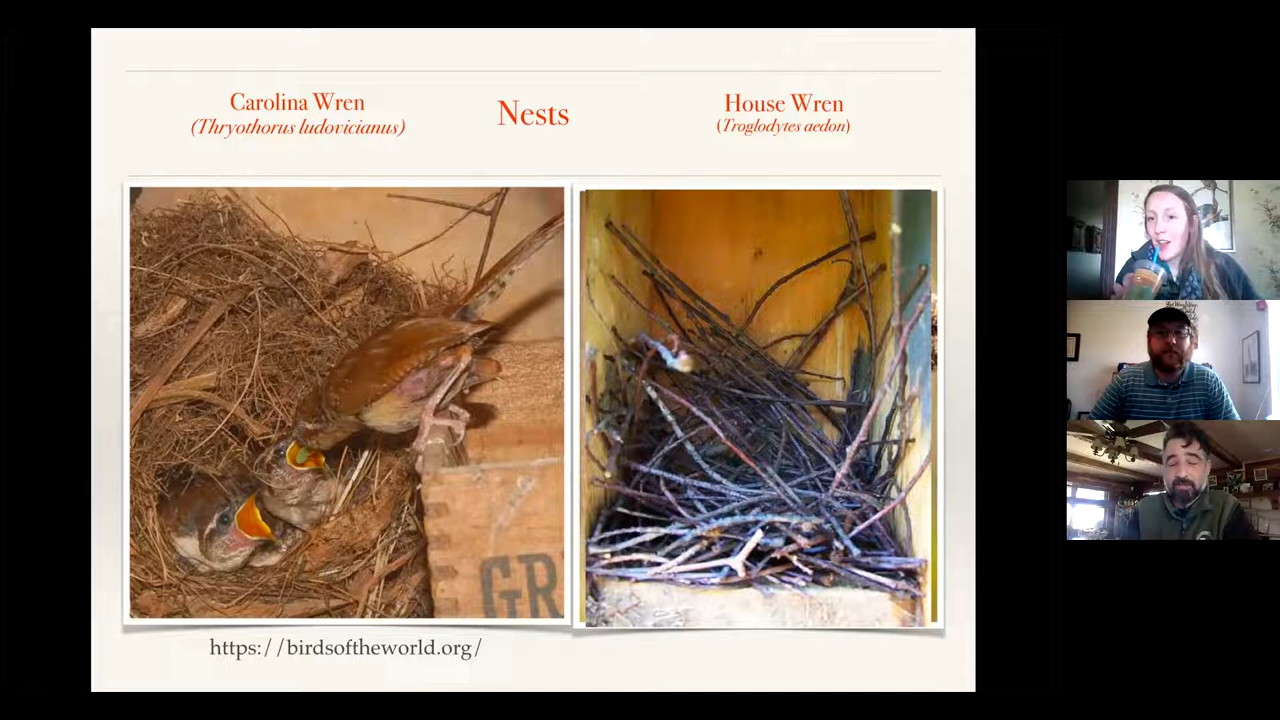 Carolina Wren
(Thryothorus ludovicianus)
Nests
House Wren
(Troglodytes aedon)
GR
https://birdsoftheworld.org/